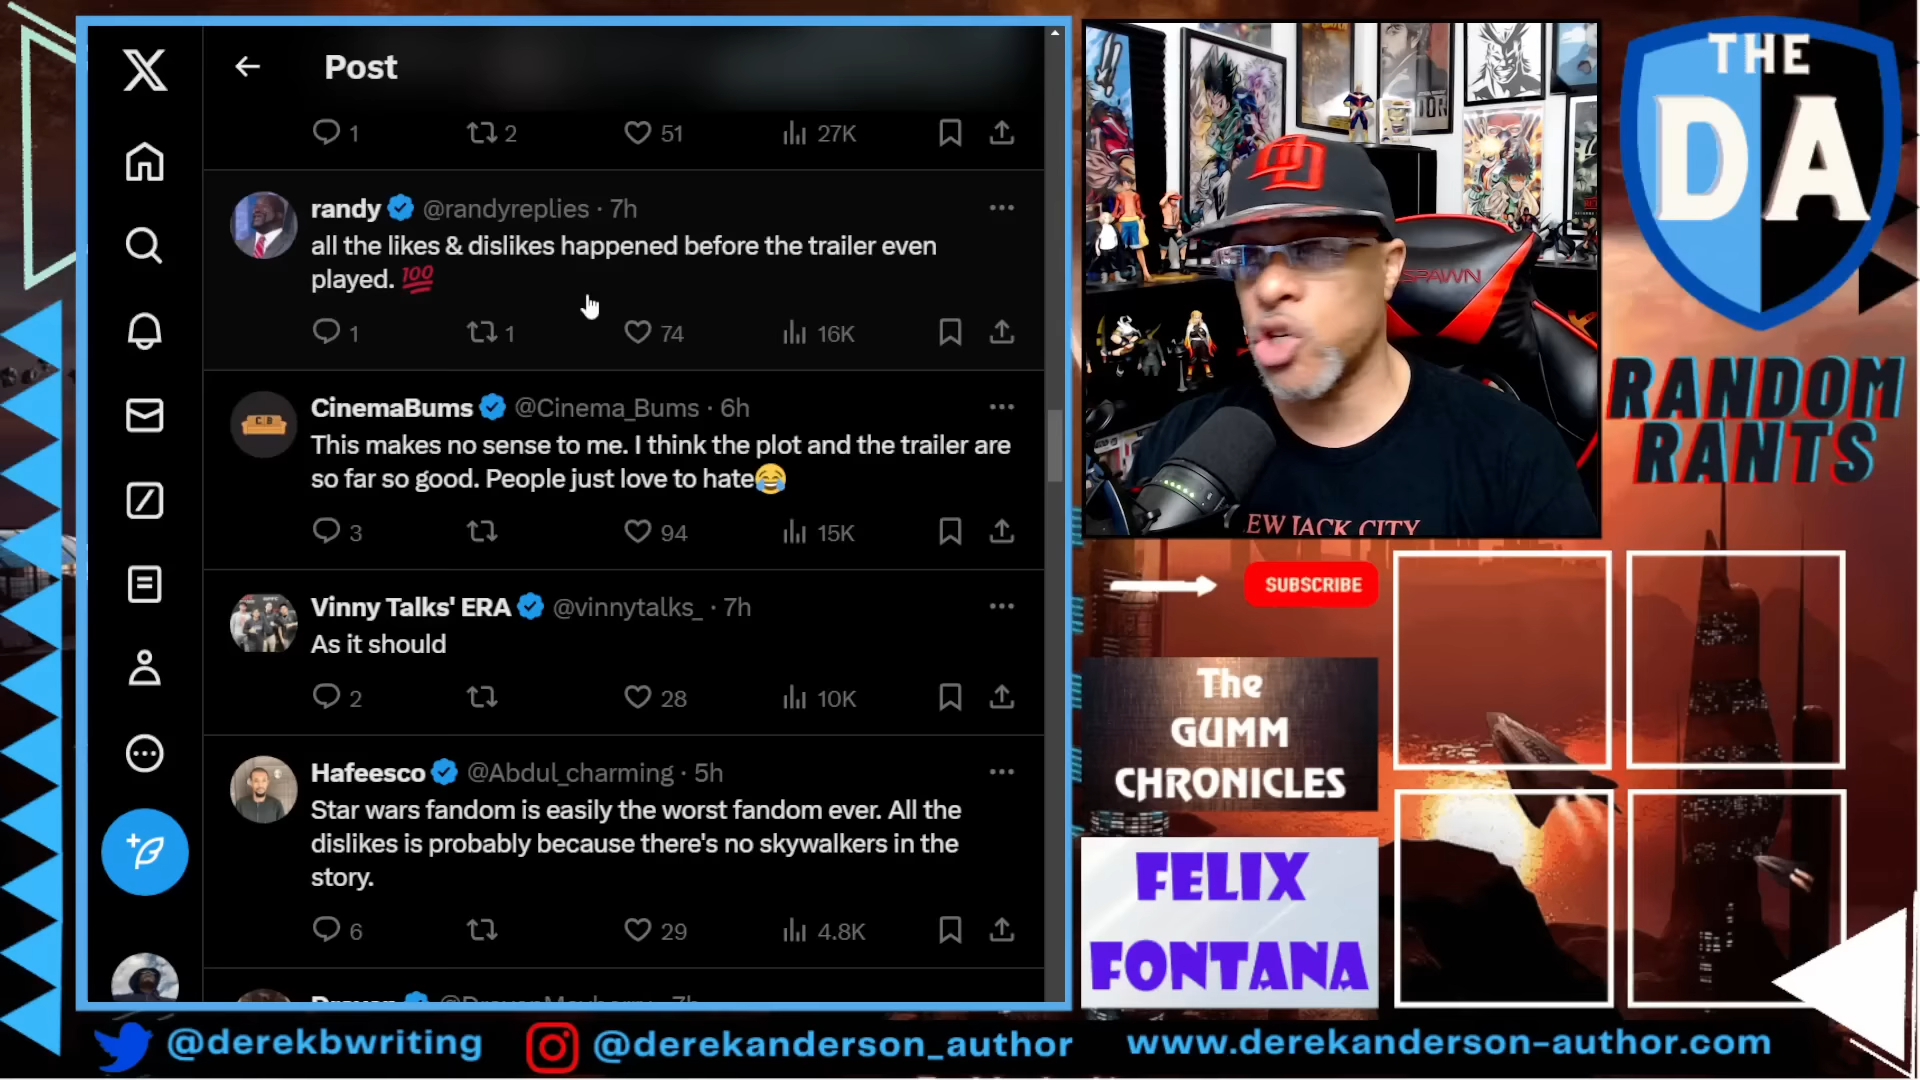 Post
1 2 51 27K
randy @randyreplies · 7h
all the likes & dislikes happened before the trailer even
played. 💯
1 1 74 16K
CinemaBums @Cinema_Bums · 6h
This makes no sense to me. I think the plot and the trailer are
so far so good. People just love to hate😂
3 94 15K
Vinny Talks' ERA @vinnytalks_ · 7h
As it should
2 28 10K
Hafeesco @Abdul_charming · 5h
Star wars fandom is easily the worst fandom ever. All the
dislikes is probably because there's no skywalkers in the
story.
6 29 4.8K
SPAWN
EW JACK CITY
THE
DA
RANDOM
RANTS
SUBSCRIBE
The
GUMM
CHRONICLES
FELIX
FONTANA
@derekbwriting
@derekanderson_author
www.derekanderson-author.com